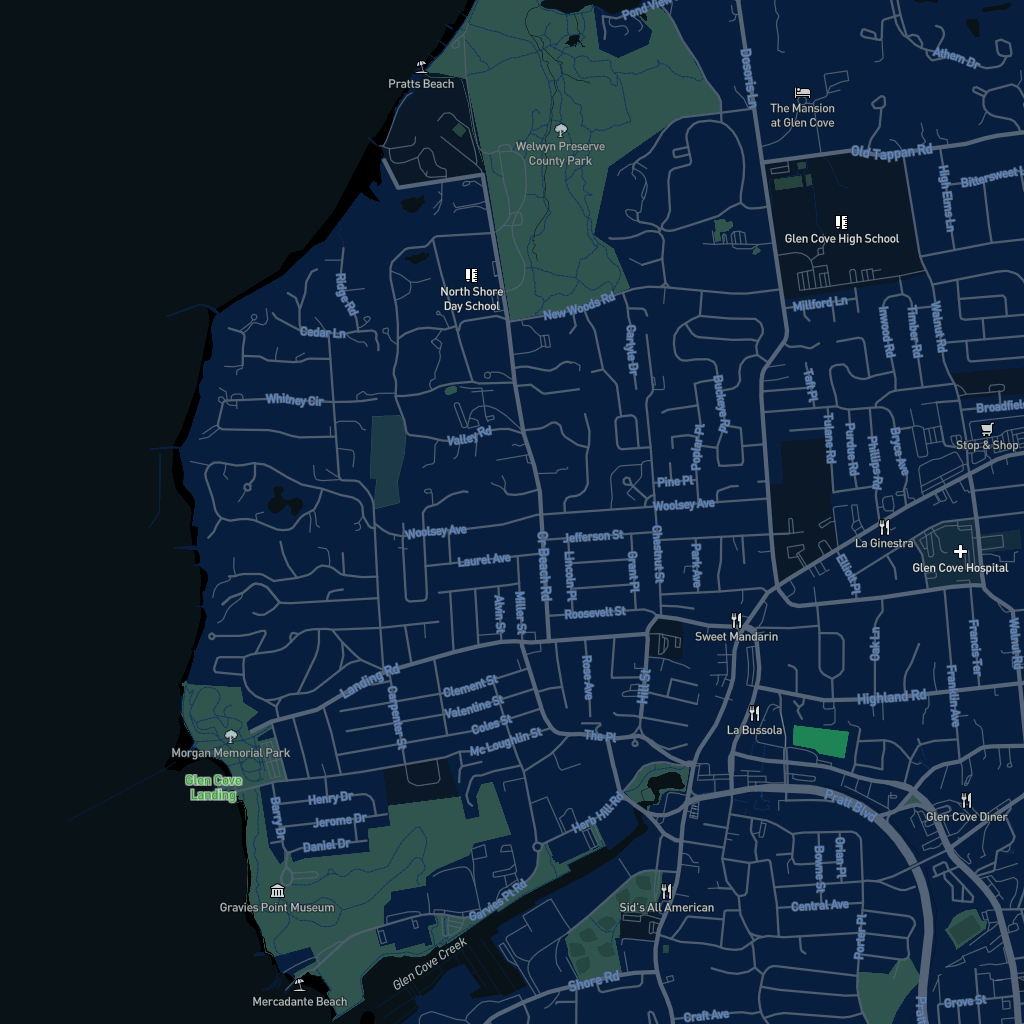 Pond View
Dosoris Ln
Athem Dr
Pratts Beach
The Mansion
at Glen Cove
Welwyn Preserve
County Park
Old Tappan Rd
High Elms Ln
Bittersweet L
Glen Cove High School
North Shore
Day School
Ridge Rd
New Woods Rd
Millford Ln
Cedar Ln
Carlyle Dr
Inwood Rd
Timber Rd
Walnut Rd
Whitney Cir
Buckeye Rd
Taft Pl
Broadfiel
Valley Rd
Poplar Pl
Tulane Rd
Purdue Rd
Phillips Rd
Bryce Ave
Stop & Shop
Pine Pl
Woolsey Ave
Woolsey Ave
Cr Beach Rd
Jefferson St
Chestnut St
La Ginestra
Laurel Ave
Lincoln Pl
Grant Pl
Park Ave
Elliott Pl
Glen Cove Hospital
Alvin St
Miller St
Roosevelt St
Sweet Mandarin
Oak Ln
Francis Ter
Walnut Rd
Landing Rd
Carpenter St
Clement St
Rose Ave
Hill St
Highland Rd
Franklin Ave
Valentine St
Coles St
Mc Loughlin St
The Pl
La Bussola
Morgan Memorial Park
Glen Cove
Landing
Barry Dr
Henry Dr
Jerome Dr
Daniel Dr
Herb Hill Rd
Pratt Blvd
Glen Cove Diner
Orian Pl
Bowne St
Gravies Point Museum
Garvies Pt Rd
Sid's All American
Central Ave
Porter Pl
Glen Cove Creek
Shore Rd
Mercadante Beach
Craft Ave
Pratt
Grove St